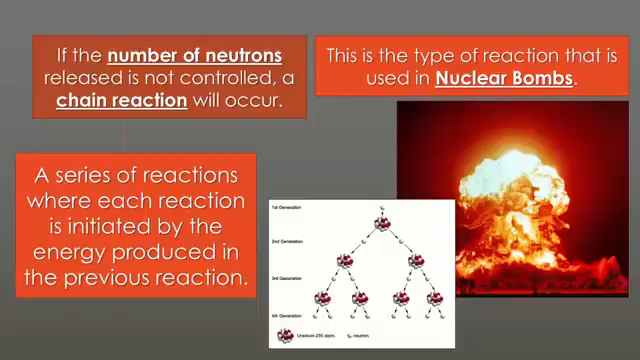 If the number of neutrons
released is not controlled, a
chain reaction will occur.
This is the type of reaction that is
used in Nuclear Bombs.
A series of reactions
where each reaction
is initiated by the
energy produced in
the previous reaction.
1st Generation
2nd Generation
3rd Generation
4th Generation
Uranium-235 atom
neutron